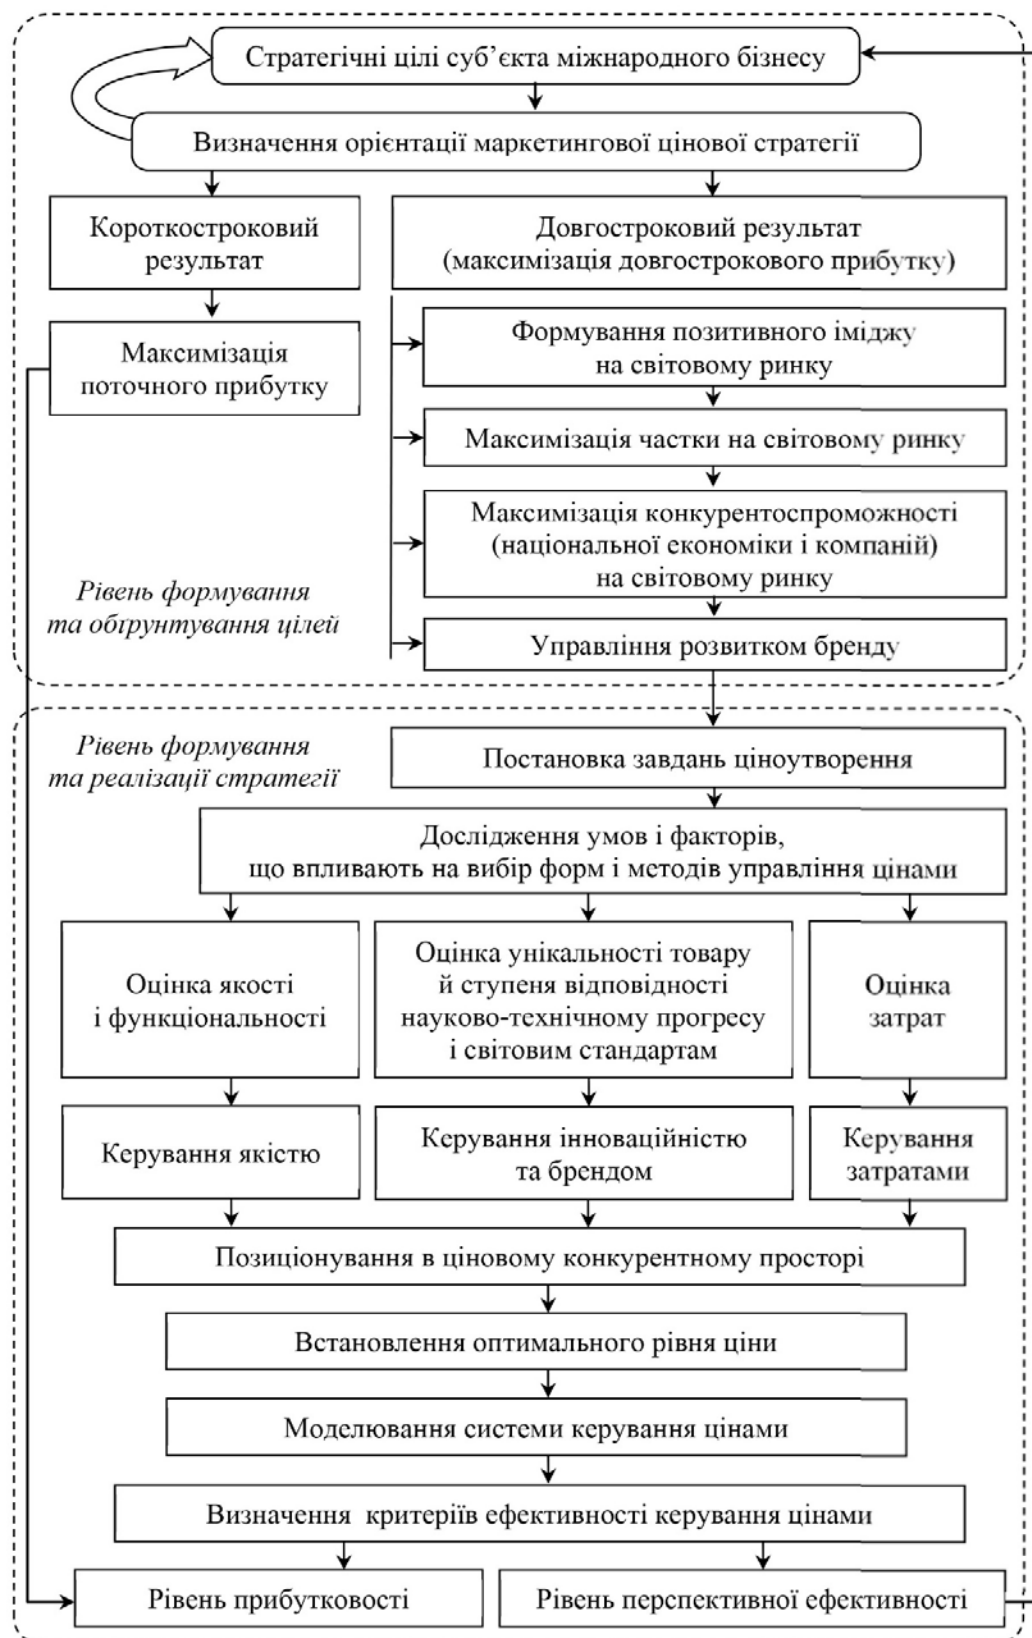 Стратегічні цілі суб’єкта міжнародного бізнесу
Визначення орієнтації маркетингової цінової стратегії
Короткостроковий
результат
Довгостроковий результат
(максимізація довгострокового прибутку)
Максимізація
поточного прибутку
Формування позитивного іміджу
на світовому ринку
Максимізація частки на світовому ринку
Максимізація конкурентоспроможності
(національної економіки і компаній)
на світовому ринку
Рівень формування
та обґрунтування цілей
Управління розвитком бренду
Рівень формування
та реалізації стратегії
Постановка завдань ціноутворення
Дослідження умов і факторів,
що впливають на вибір форм і методів управління цінами
Оцінка якості
і функціональності
Оцінка унікальності товару
й ступеня відповідності
науково-технічного прогресу
і світовим стандартам
Оцінка
затрат
Керування якістю
Керування інноваційністю
та брендом
Керування
затратами
Позиціонування в ціновому конкурентному просторі
Встановлення оптимального рівня ціни
Моделювання системи керування цінами
Визначення критеріїв ефективності керування цінами
Рівень прибутковості
Рівень перспективної ефективності